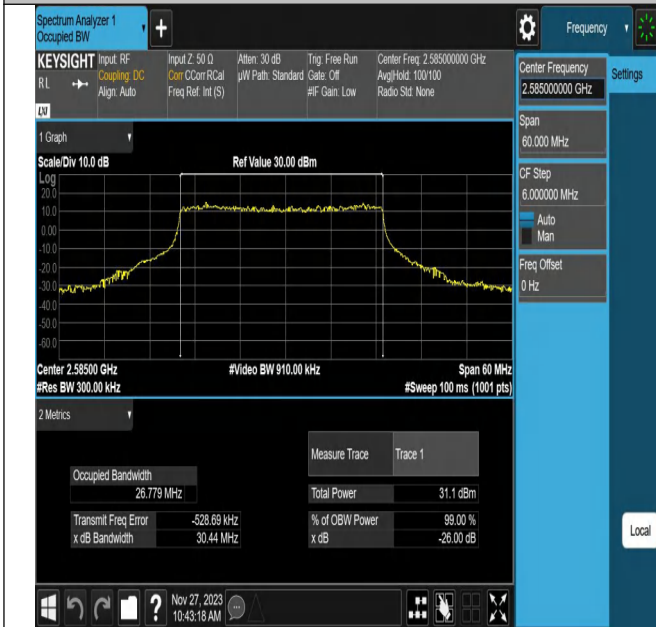 Spectrum Analyzer 1
Occupied BW
Frequency
KEYSIGHT
RL
LXI
Input: RF
Coupling: DC
Align: Auto
Input Z: 50 Ω
Corr CCorr RCal
Freq Ref: Int (S)
Atten: 30 dB
µW Path: Standard
Trig: Free Run
Gate: Off
#IF Gain: Low
Center Freq: 2.585000000 GHz
Avg|Hold: 100/100
Radio Std: None
Center Frequency
2.585000000 GHz
Settings
Span
60.000 MHz
CF Step
6.000000 MHz
Auto
Man
Freq Offset
0 Hz
1 Graph
Scale/Div 10.0 dB
Ref Value 30.00 dBm
Log
20.0
10.0
0.00
-10.0
-20.0
-30.0
-40.0
-50.0
-60.0
Center 2.58500 GHz
#Video BW 910.00 kHz
Span 60 MHz
#Res BW 300.00 kHz
#Sweep 100 ms (1001 pts)
2 Metrics
Measure Trace
Trace 1
Occupied Bandwidth
26.779 MHz
Total Power
31.1 dBm
Transmit Freq Error
-528.69 kHz
% of OBW Power
99.00 %
x dB Bandwidth
30.44 MHz
x dB
-26.00 dB
Local
?
Nov 27, 2023
10:43:18 AM